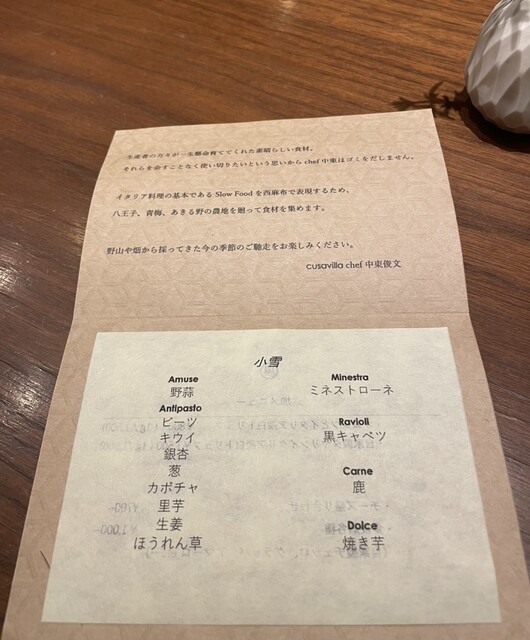 生産者の方々が一生懸命育ててくれた素晴らしい食材。
それらを余すことなく使い切りたいという思いから chef 中東はゴミをだしません。
イタリア料理の基本である Slow Food を西麻布で表現するため、
八王子、青梅、あきる野の農地を廻って食材を集めます。
野山や畑から採ってきた今の季節のご馳走をお楽しみください。
cusavilla chef 中東俊文
小雪
Amuse
野蒜
Antipasto
ビーツ
キウイ
銀杏
葱
カボチャ
里芋
生姜
ほうれん草
Minestra
ミネストローネ
Ravioli
黒キャベツ
Carne
鹿
Dolce
焼き芋